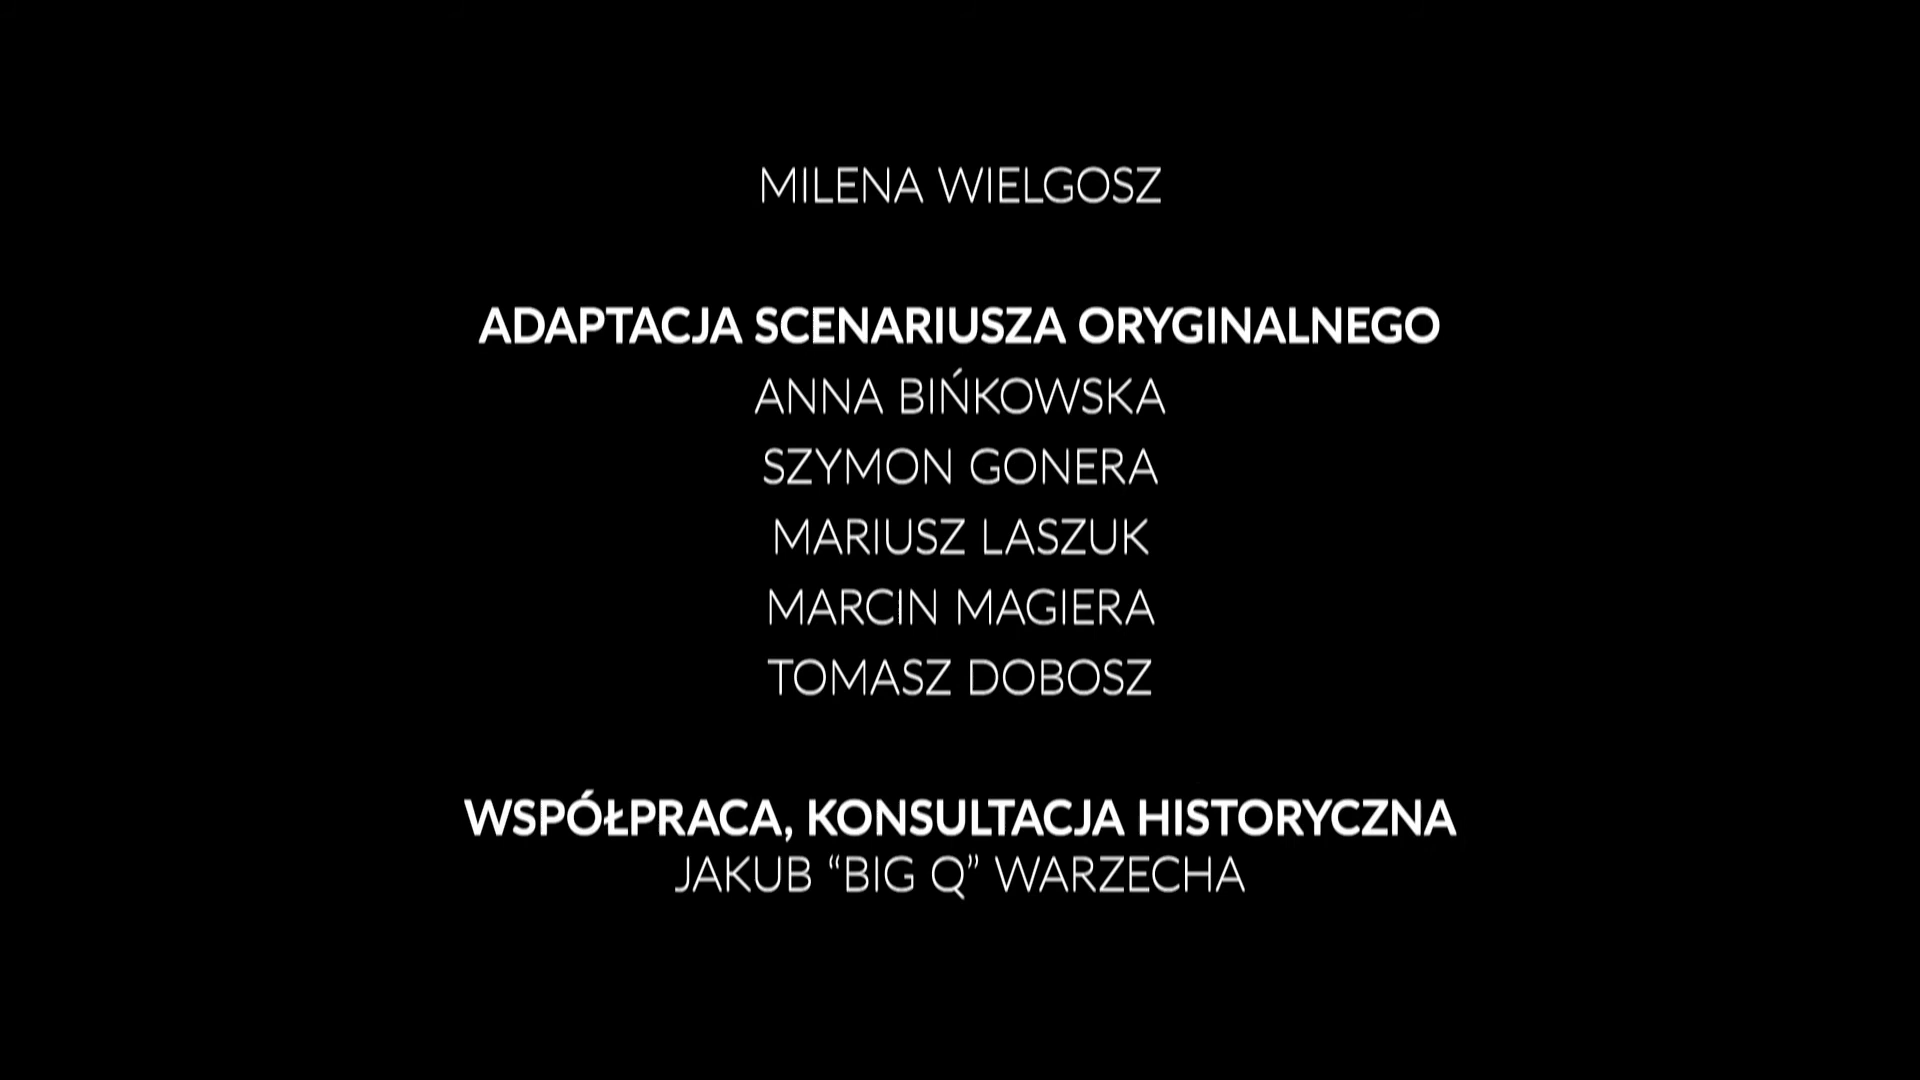 MILENA WIELGOSZ
ADAPTACJA SCENARIUSZA ORYGINALNEGO
ANNA BIŃKOWSKA
SZYMON GONERA
MARIUSZ LASZUK
MARCIN MAGIERA
TOMASZ DOBOSZ
WSPÓŁPRACA, KONSULTACJA HISTORYCZNA
JAKUB “BIG Q” WARZECHA